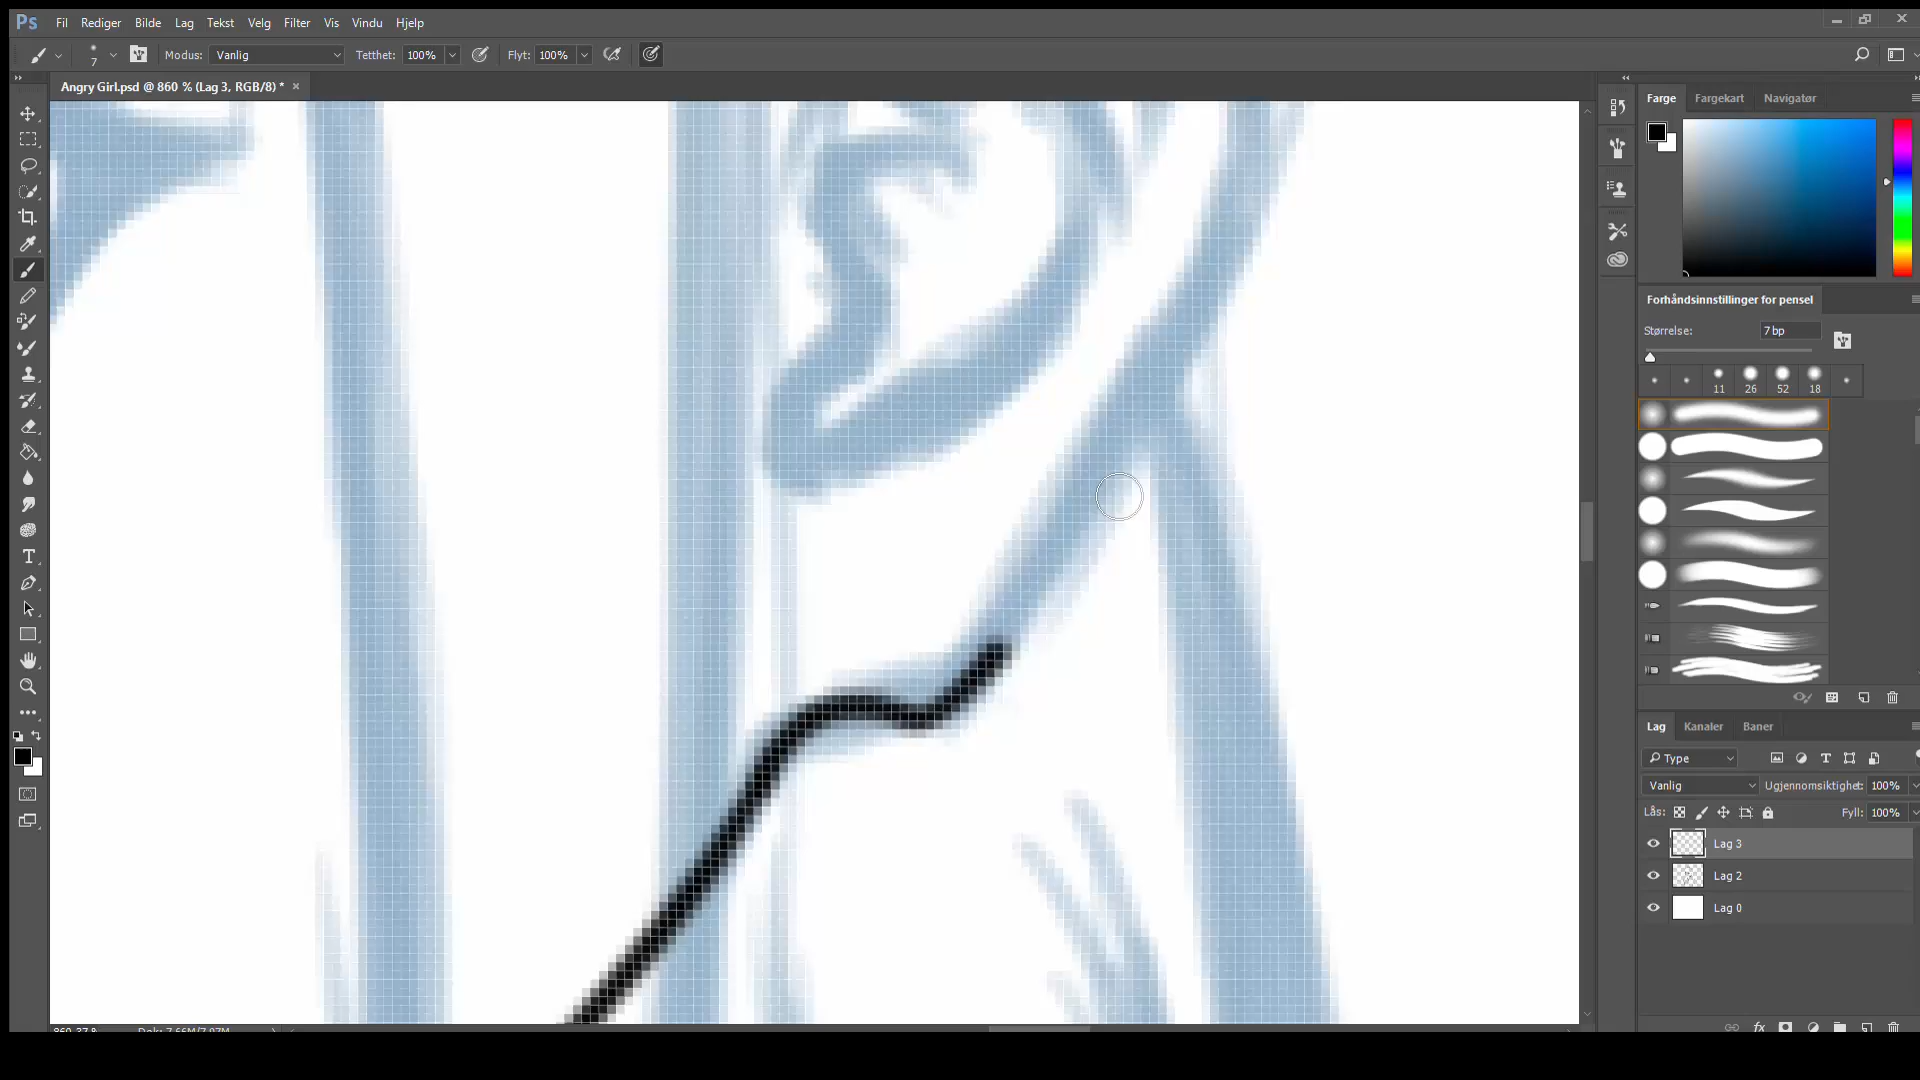 Ps Fil Rediger Bilde Lag Tekst Velg Filter Vis Vindu Hjelp
7 Modus: Vanlig Tetthet: 100% Flyt: 100%
Angry Girl.psd @ 860 % (Lag 3, RGB/8) * ×
Farge Fargekart Navigatør
Forhåndsinnstillinger for pensel
Størrelse: 7 bp
11 26 52 18
Lag Kanaler Baner
Type
Vanlig Ugjennomsiktighet: 100%
Lås: Fyll: 100%
Lag 3
Lag 2
Lag 0
fx